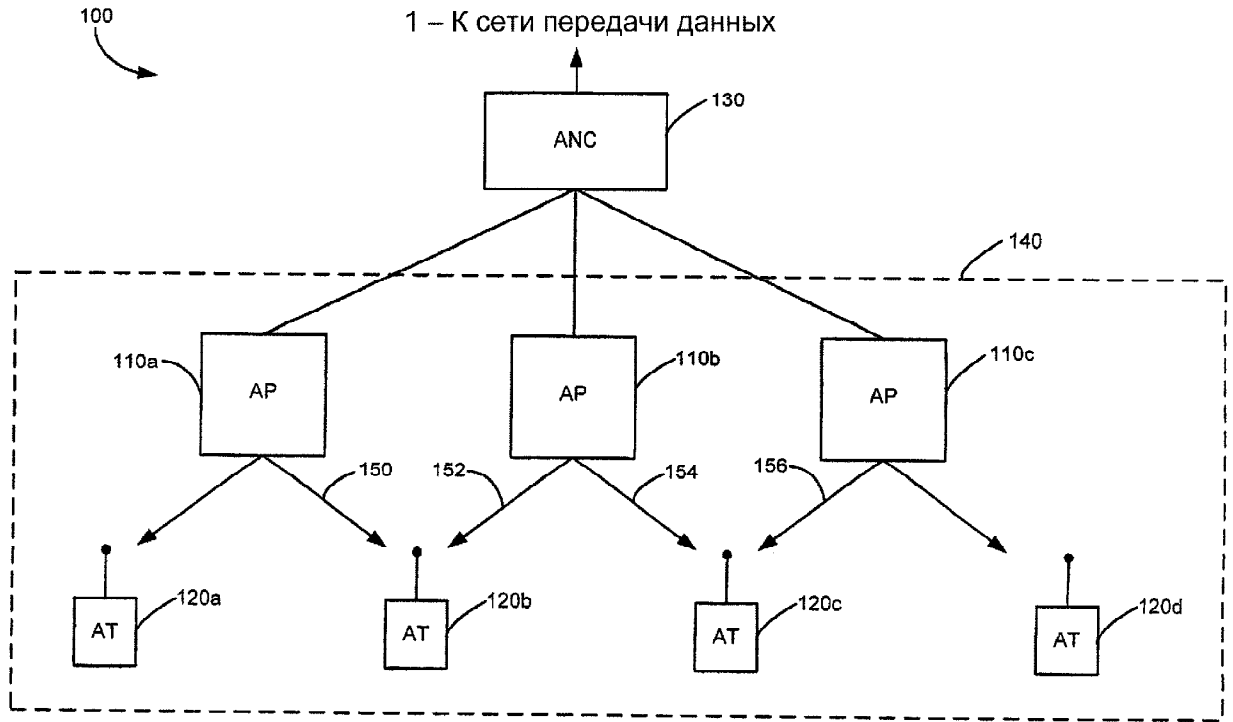 100
1 – К сети передачи данных
130
ANC
140
110a
AP
110b
AP
110c
AP
150
152
154
156
120a
AT
120b
AT
120c
AT
120d
AT